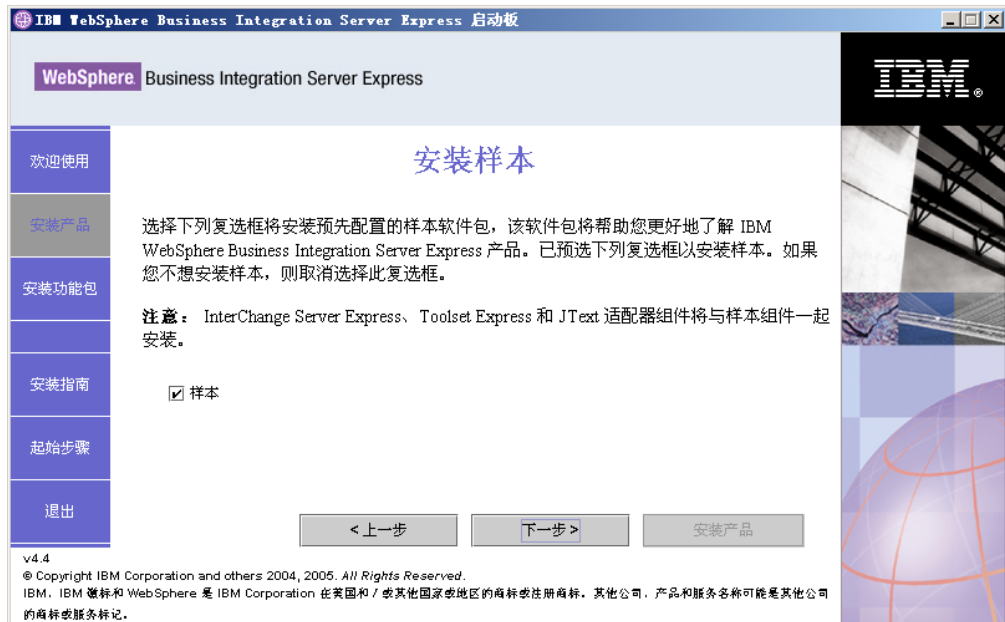 IBM WebSphere Business Integration Server Express 启动板
WebSphere. Business Integration Server Express
IBM®
欢迎使用
安装产品
安装功能包
安装指南
起始步骤
退出
安装样本
选择下列复选框将安装预先配置的样本软件包，该软件包将帮助您更好地了解 IBM
WebSphere Business Integration Server Express 产品。已预选下列复选框以安装样本。如果
您不想安装样本，则取消选择此复选框。
注意： InterChange Server Express、Toolset Express 和 JText 适配器组件将与样本组件一起
安装。
样本
<上一步
下一步>
安装产品
v4.4
© Copyright IBM Corporation and others 2004, 2005. All Rights Reserved.
IBM、IBM 徽标和 WebSphere 是 IBM Corporation 在美国和 / 或其他国家或地区的商标或注册商标。其他公司、产品和服务名称可能是其他公司
的商标或服务标记。